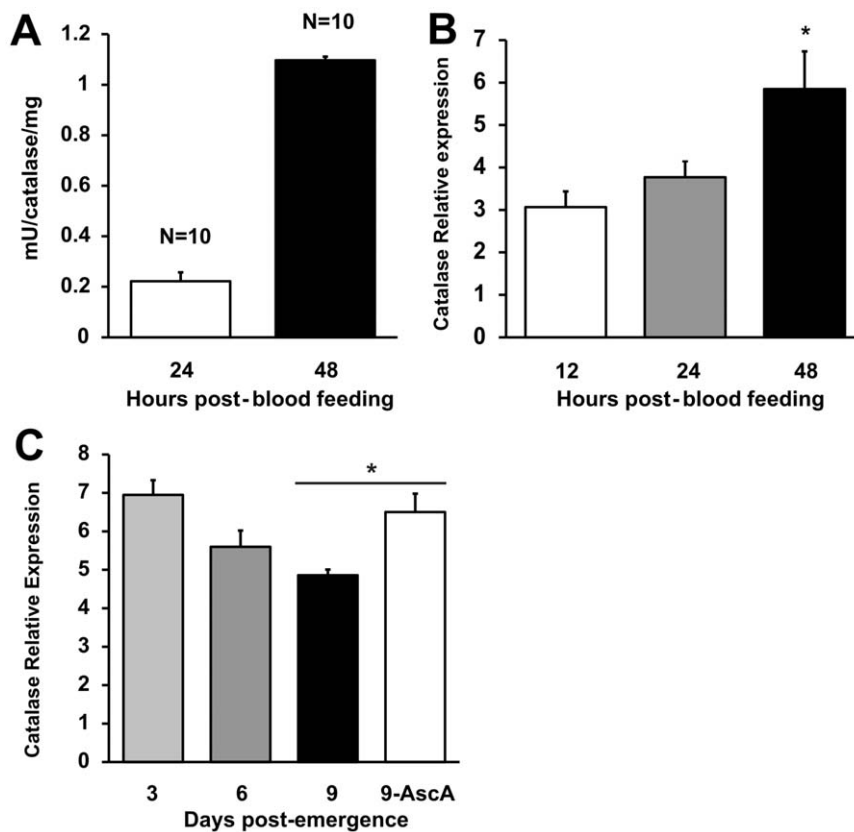 A
mU/catalase/mg
1.2
1
0.8
0.6
0.4
0.2
0
N=10
N=10
24 48
Hours post-blood feeding
B
Catalase Relative expression
7
6
5
4
3
2
1
0
*
12 24 48
Hours post-blood feeding
C
Catalase Relative Expression
8
7
6
5
4
3
2
1
0
*
3 6 9 9-AscA
Days post-emergence